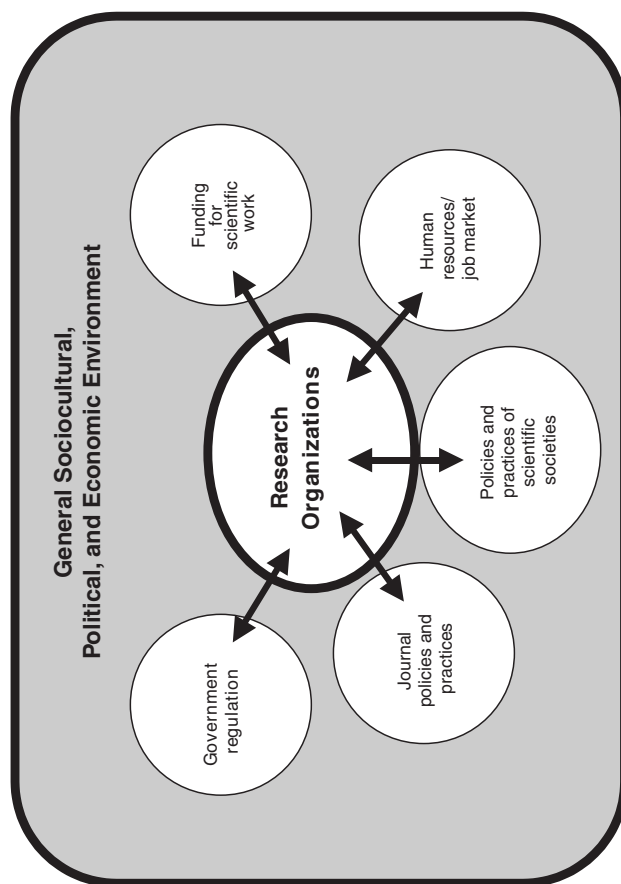 General Sociocultural,
Political, and Economic Environment
Government
regulation
Research
Organizations
Funding
for
scientific
work
Journal
policies and
practices
Policies and
practices of
scientific
societies
Human
resources/
job market